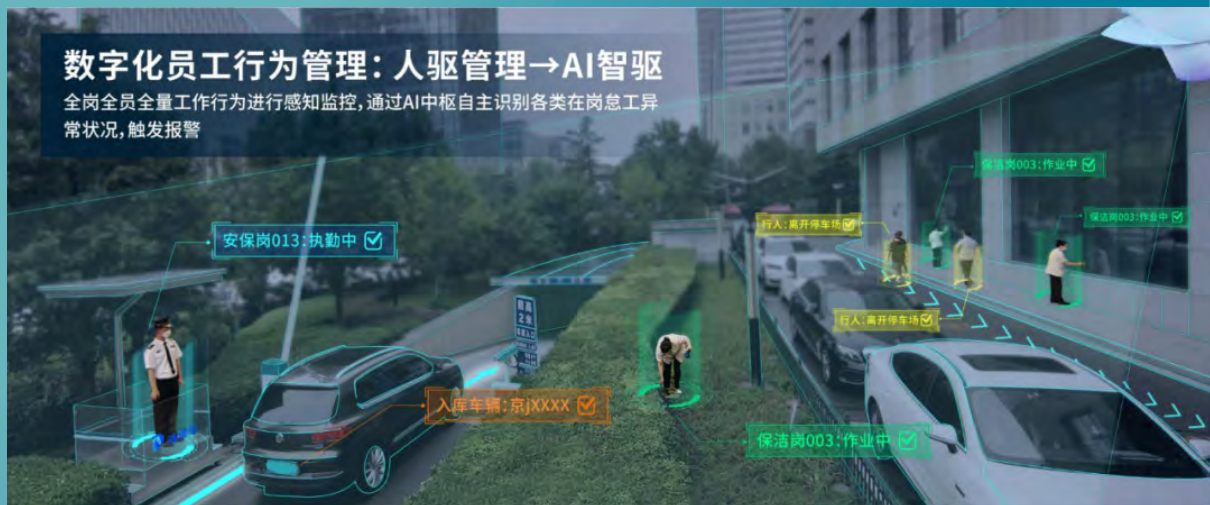 数字化员工行为管理：人驱管理→AI智驱
全岗全员全量工作行为进行感知监控，通过AI中枢自主识别各类在岗怠工异
常状况，触发报警
保洁岗003：作业中
保洁岗003：作业中
行人：离开停车场
安保岗013：执勤中
行人：离开停车场
限高
2米
入库车辆：京jXXXX
保洁岗003：作业中